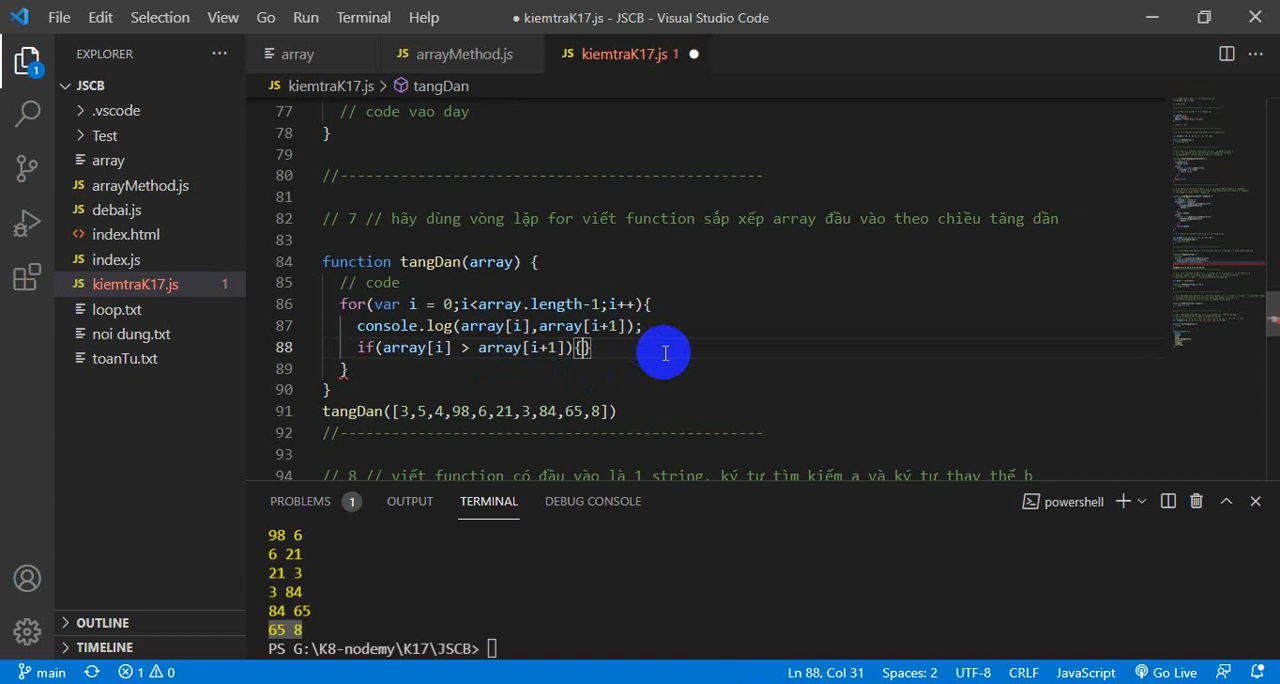 File Edit Selection View Go Run Terminal Help
● kiemtraK17.js - JSCB - Visual Studio Code
EXPLORER ...
array
JS arrayMethod.js
JS kiemtraK17.js 1 ●
JS kiemtraK17.js > tangDan
1
JSCB
.vscode
Test
array
JS arrayMethod.js
JS debai.js
<> index.html
JS index.js
JS kiemtraK17.js 1
JS loop.txt
noi dung.txt
toanTu.txt
OUTLINE
TIMELINE
77 // code vao day
78 }
79
80 //-------------------------------------------------
81
82 // 7 // hãy dùng vòng lặp for viết function sắp xếp array đầu vào theo chiều tăng dần
83
84 function tangDan(array) {
85 // code
86 for(var i = 0;i<array.length-1;i++){
87 console.log(array[i],array[i+1]);
88 if(array[i] > array[i+1]){}
89 }
90 }
91 tangDan([3,5,4,98,6,21,3,84,65,8])
92 //-------------------------------------------------
93
94 // 8 // viết function có đầu vào là 1 string, ký tự tìm kiếm a và ký tự thay thế b
PROBLEMS 1 OUTPUT TERMINAL DEBUG CONSOLE
powershell
98 6
6 21
21 3
3 84
84 65
65 8
PS G:\K8-nodemy\K17\JSCB>
main 1 0 Ln 88, Col 31 Spaces: 2 UTF-8 CRLF JavaScript Go Live